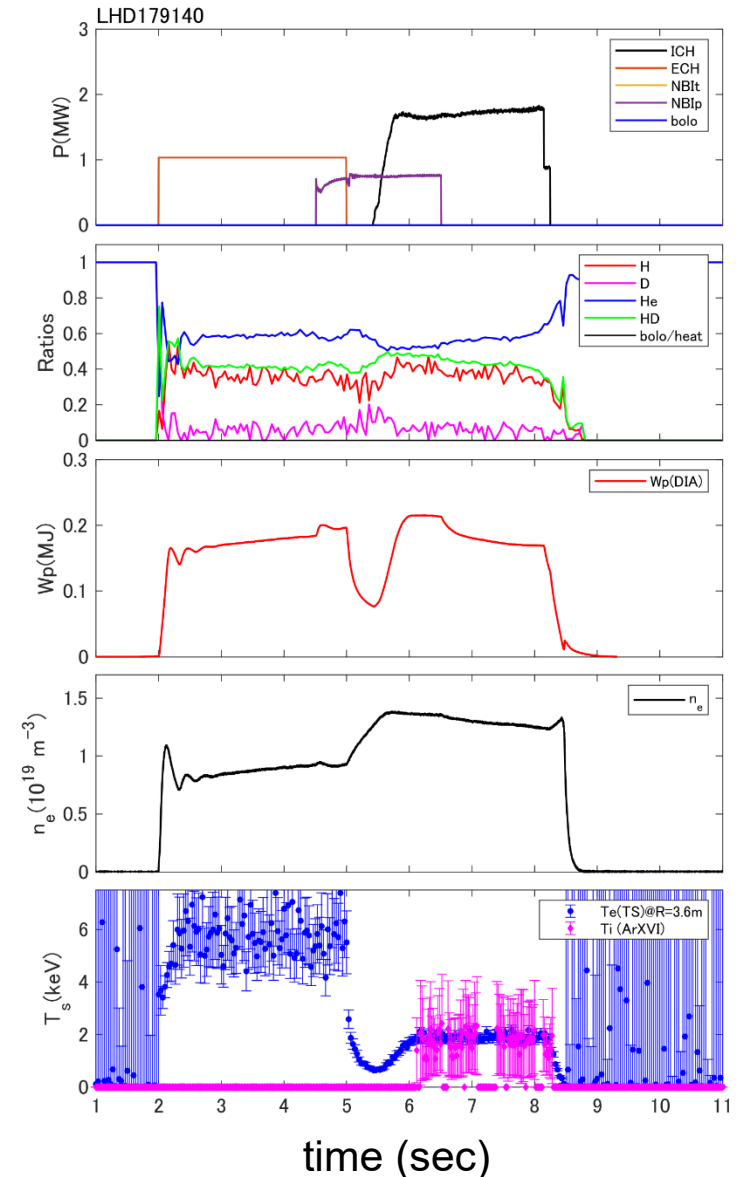 LHD179140
3
2
1
0
P(MW)
ICH
ECH
NBIt
NBIp
bolo
1
0.8
0.6
0.4
0.2
0
Ratios
H
D
He
HD
bolo/heat
0.3
0.2
0.1
0
Wp(MJ)
Wp(DIA)
1.5
1
0.5
0
n_e(10^19 m^-3)
n_e
6
4
2
0
T_s(keV)
Te(TS)@R=3.6m
Ti (ArXVI)
1 2 3 4 5 6 7 8 9 10 11
time (sec)